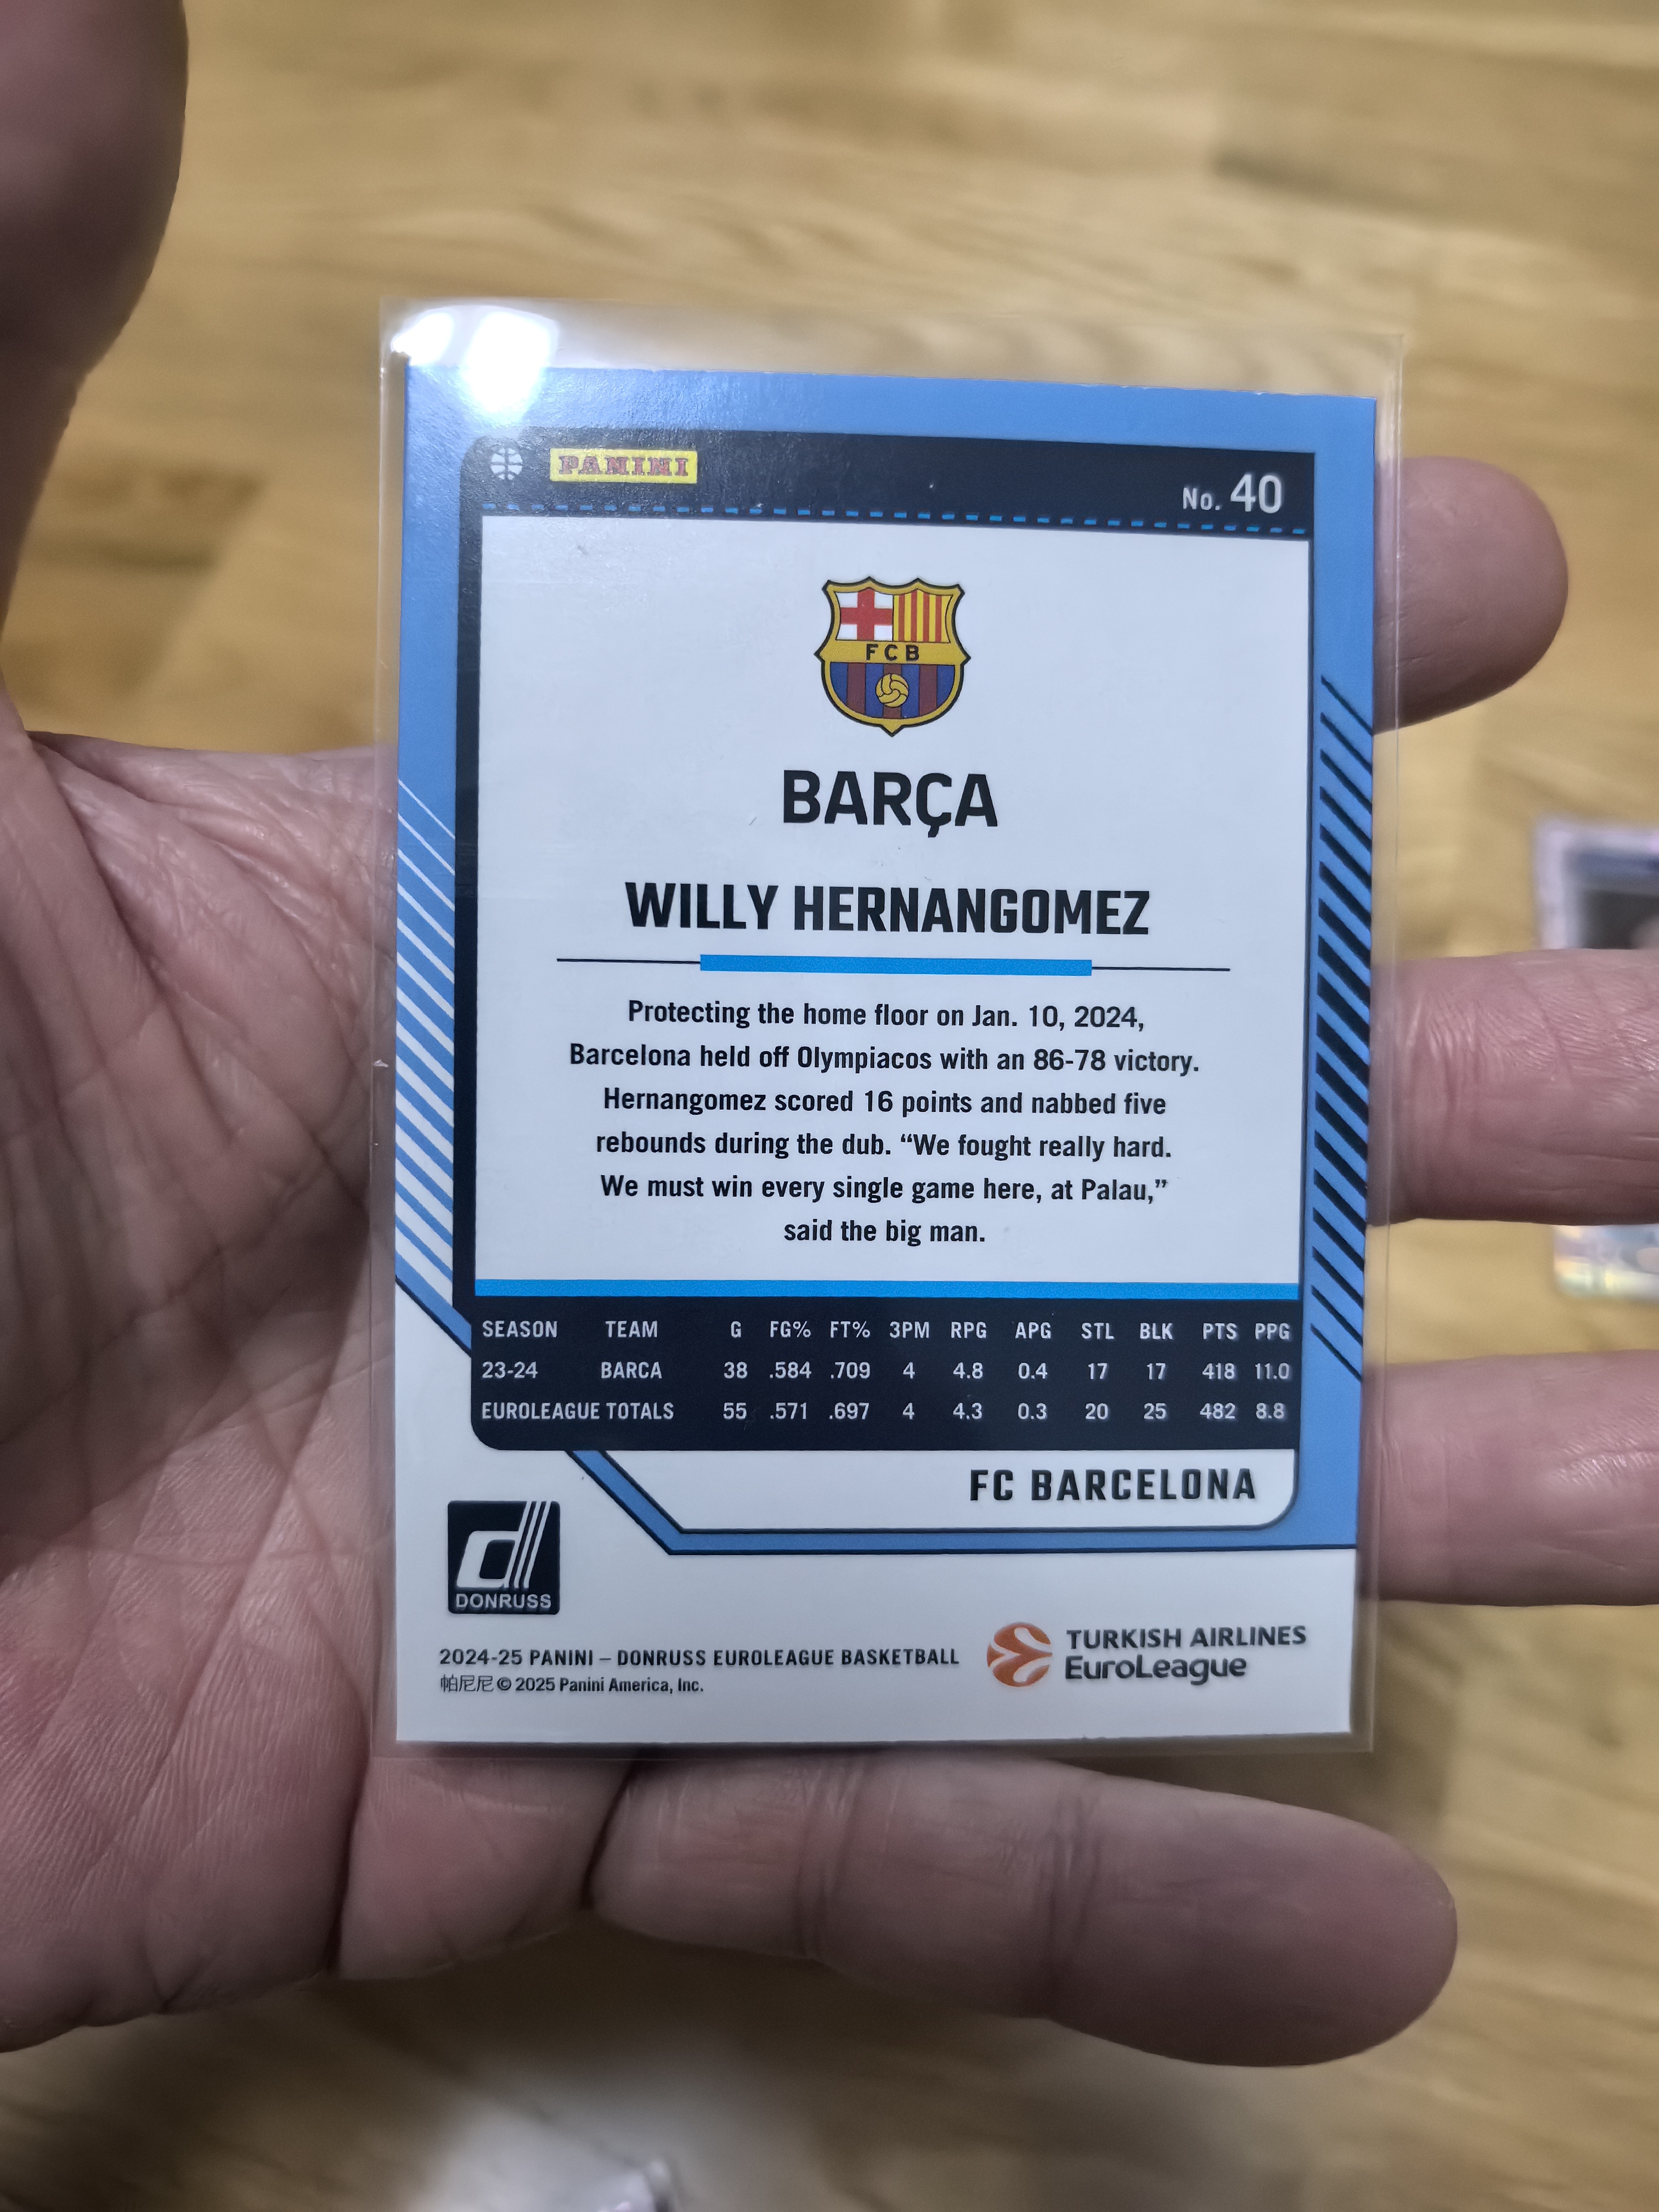 PANINI
No. 40
FCB
BARÇA
WILLY HERNANGOMEZ
Protecting the home floor on Jan. 10, 2024,
Barcelona held off Olympiacos with an 86-78 victory.
Hernangomez scored 16 points and nabbed five
rebounds during the dub. “We fought really hard.
We must win every single game here, at Palau,”
said the big man.
SEASON TEAM G FG% FT% 3PM RPG APG STL BLK PTS PPG
23-24 BARCA 38 .584 .709 4 4.8 0.4 17 17 418 11.0
EUROLEAGUE TOTALS 55 .571 .697 4 4.3 0.3 20 25 482 8.8
FC BARCELONA
d
DONRUSS
2024-25 PANINI – DONRUSS EUROLEAGUE BASKETBALL
帕尼尼 © 2025 Panini America, Inc.
TURKISH AIRLINES
EuroLeague